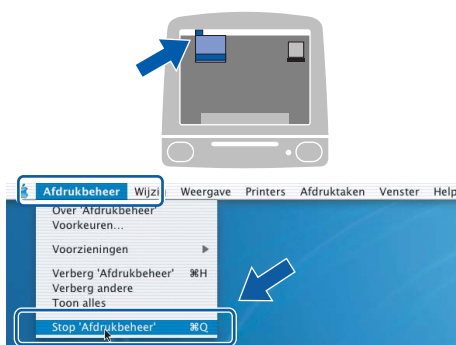 Afdrukbeheer Wijzi Weergave Printers Afdruktaken Venster Help
Over 'Afdrukbeheer'
Voorkeuren...
Voorzieningen ▶
Verberg 'Afdrukbeheer' ⌘H
Verberg andere
Toon alles
Stop 'Afdrukbeheer' ⌘Q